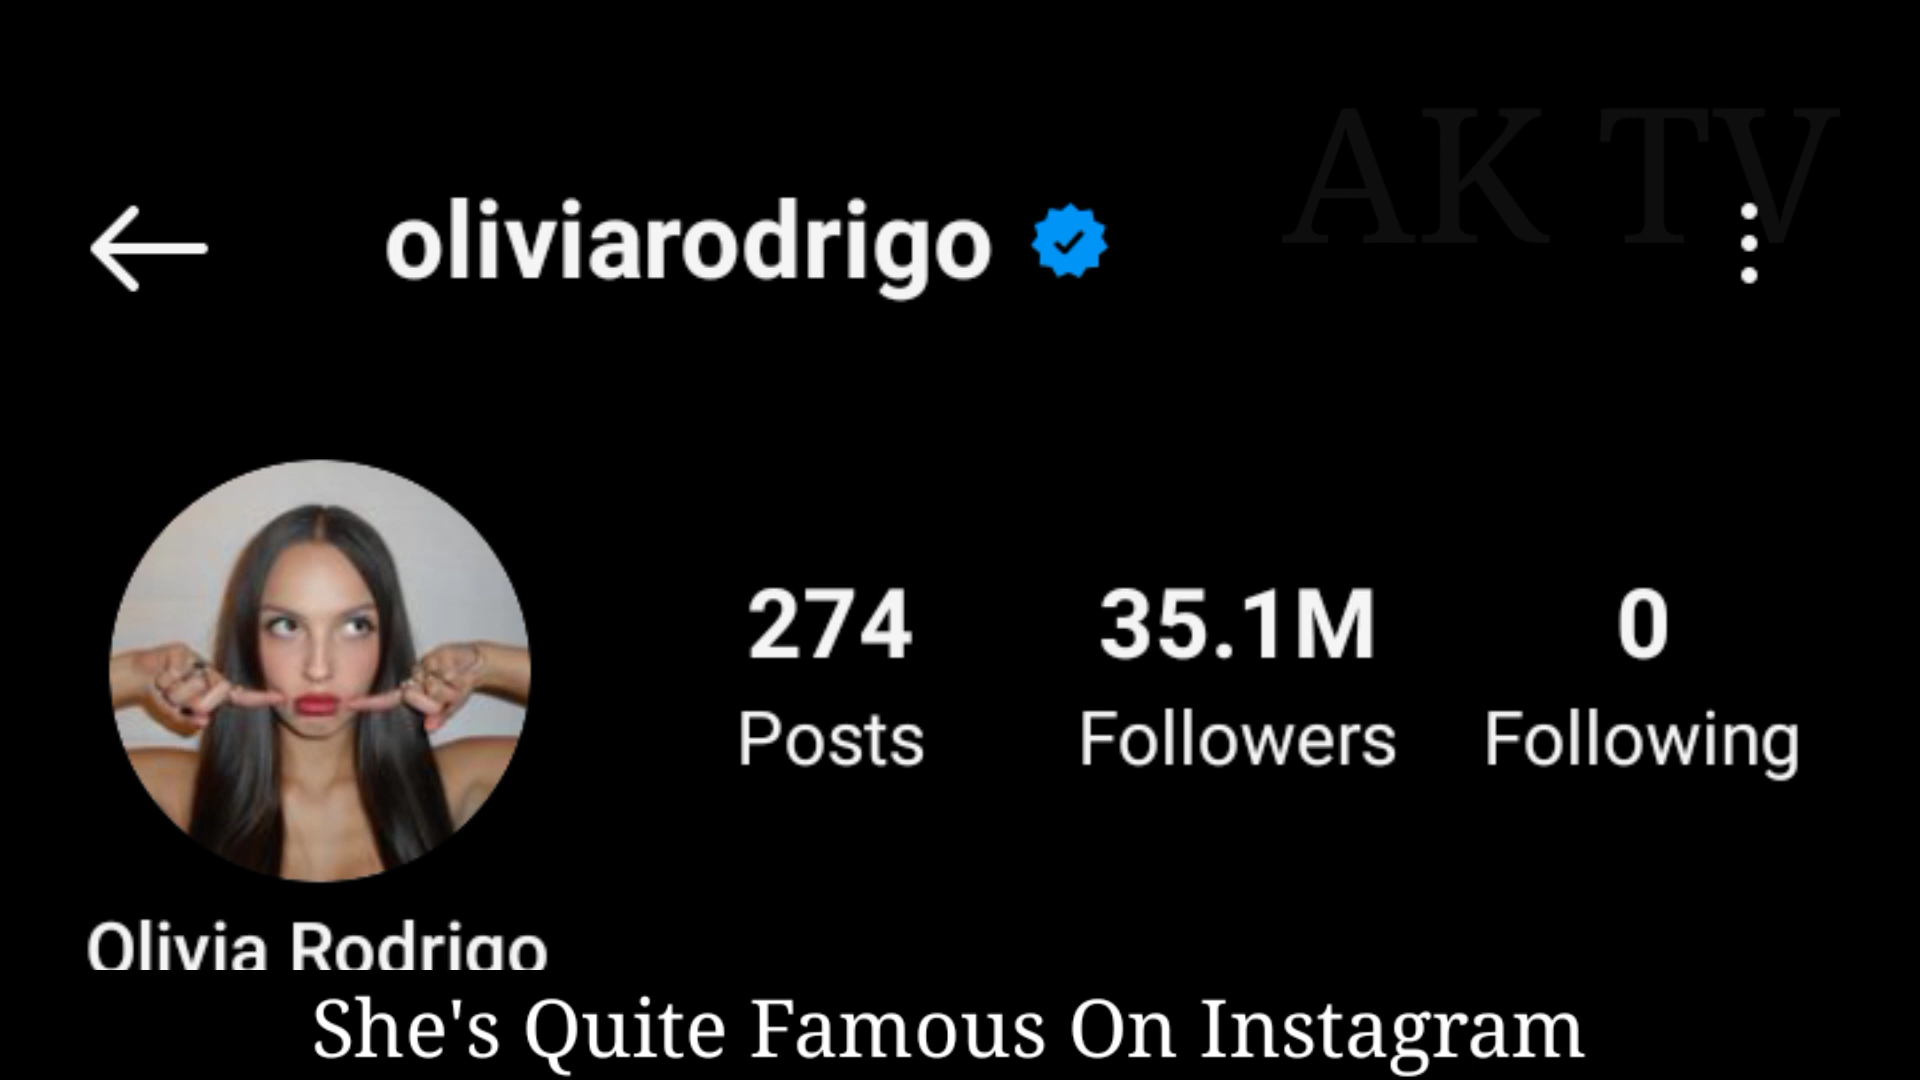 AK TV
oliviarodrigo
274 35.1M 0
Posts Followers Following
Olivia Rodrigo
She's Quite Famous On Instagram